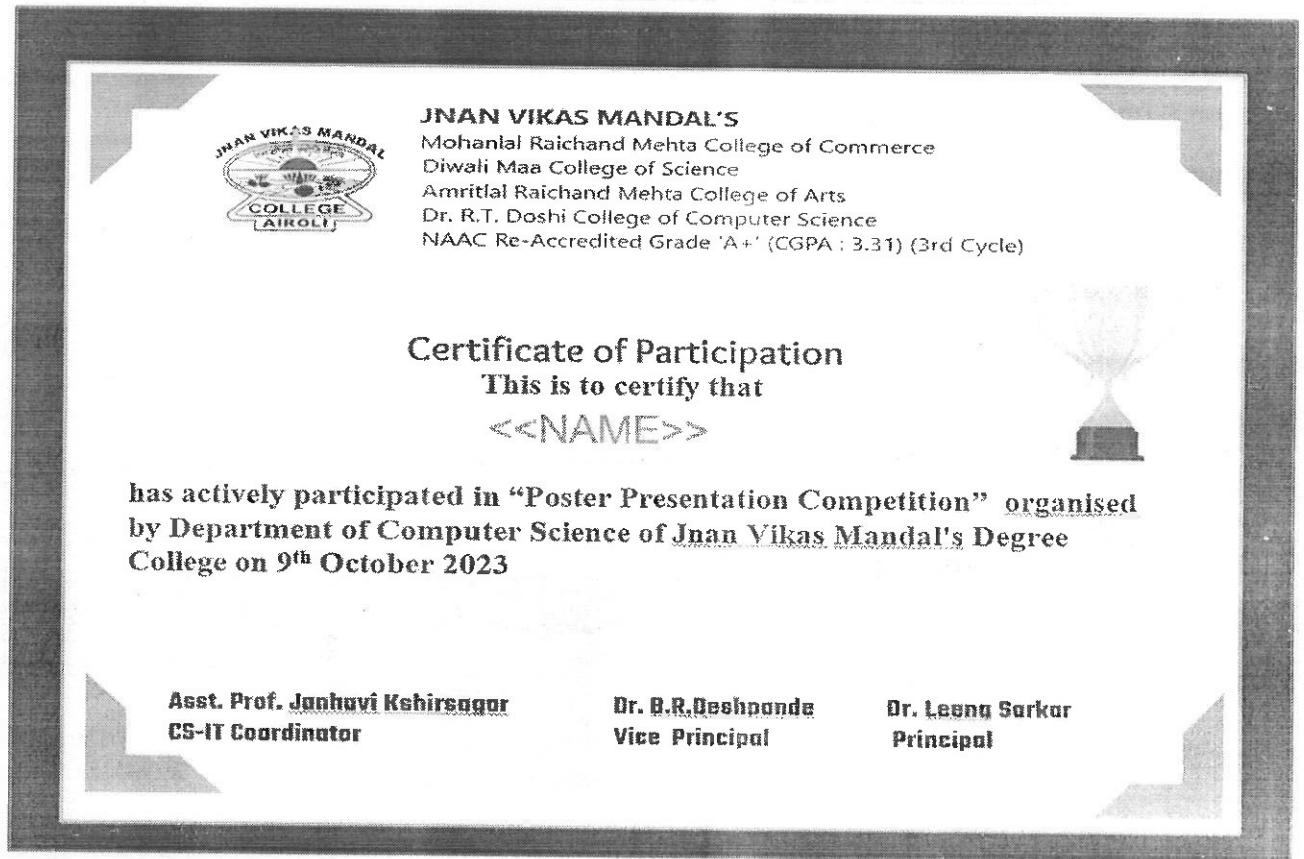 JNAN VIKAS MANDAL
COLLEGE
AIROLI
JNAN VIKAS MANDAL'S
Mohanlal Raichand Mehta College of Commerce
Diwali Maa College of Science
Amritlal Raichand Mehta College of Arts
Dr. R.T. Doshi College of Computer Science
NAAC Re-Accredited Grade 'A+' (CGPA : 3.31) (3rd Cycle)
Certificate of Participation
This is to certify that
<<NAME>>
has actively participated in “Poster Presentation Competition” organised
by Department of Computer Science of Jnan Vikas Mandal's Degree
College on 9th October 2023
Asst. Prof. Janhavi Kshirsagar
CS-IT Coordinator
Dr. B.R.Deshpande
Vice Principal
Dr. Leena Sarkar
Principal